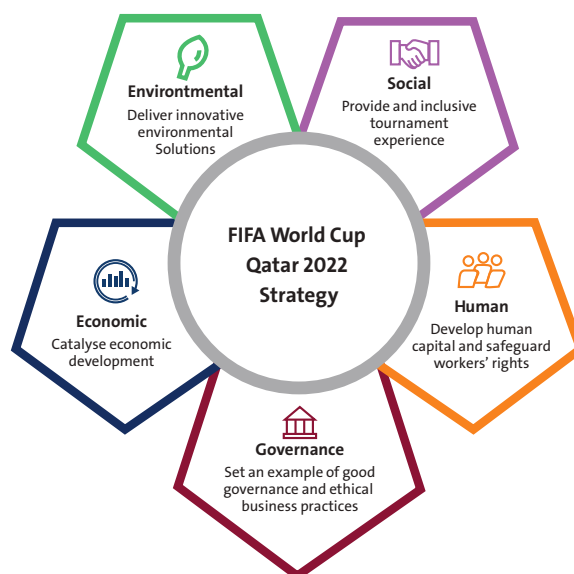 Environtmental
Deliver innovative
environmental
Solutions
Social
Provide and inclusive
tournament
experience
FIFA World Cup
Qatar 2022
Strategy
Economic
Catalyse economic
development
Human
Develop human
capital and safeguard
workers’ rights
Governance
Set an example of good
governance and ethical
business practices